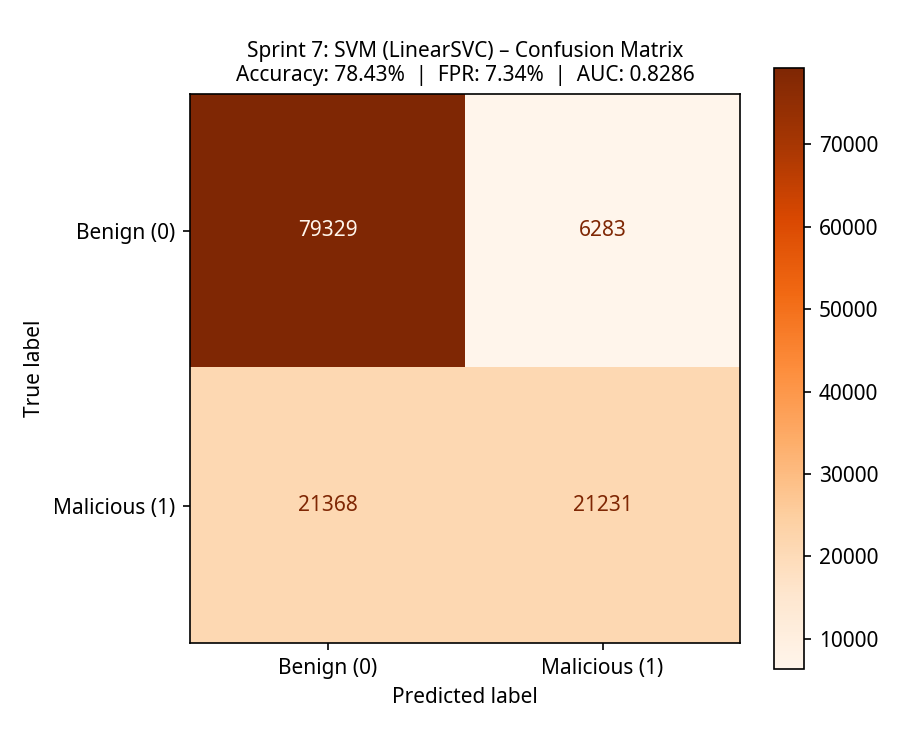 Sprint 7: SVM (LinearSVC) – Confusion Matrix
Accuracy: 78.43%  |  FPR: 7.34%  |  AUC: 0.8286
True label
Benign (0)
79329
6283
Malicious (1)
21368
21231
Benign (0)
Malicious (1)
Predicted label
70000
60000
50000
40000
30000
20000
10000